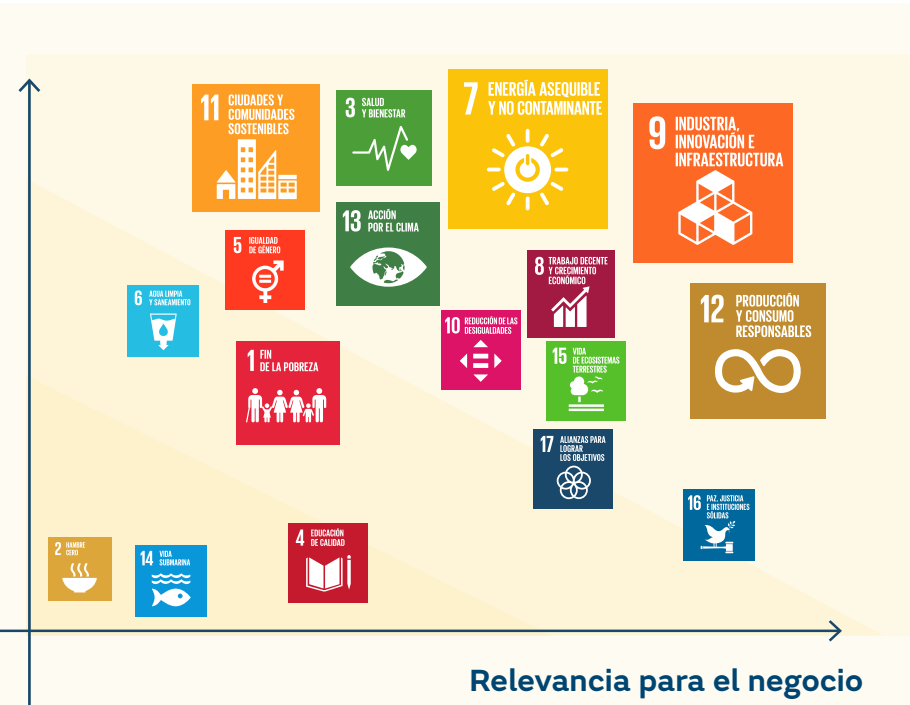 11 CIUDADES Y
COMUNIDADES
SOSTENIBLES
3 SALUD
Y BIENESTAR
7 ENERGÍA ASEQUIBLE
Y NO CONTAMINANTE
9 INDUSTRIA,
INNOVACIÓN E
INFRAESTRUCTURA
13 ACCIÓN
POR EL CLIMA
5 IGUALDAD
DE GÉNERO
8 TRABAJO DECENTE
Y CRECIMIENTO
ECONÓMICO
6 AGUA LIMPIA
Y SANEAMIENTO
12 PRODUCCIÓN
Y CONSUMO
RESPONSABLES
10 REDUCCIÓN DE LAS
DESIGUALDADES
1 FIN
DE LA POBREZA
15 VIDA
DE ECOSISTEMAS
TERRESTRES
17 ALIANZAS PARA
LOGRAR
LOS OBJETIVOS
16 PAZ, JUSTICIA
E INSTITUCIONES
SÓLIDAS
4 EDUCACIÓN
DE CALIDAD
2 HAMBRE
CERO
14 VIDA
SUBMARINA
Relevancia para el negocio